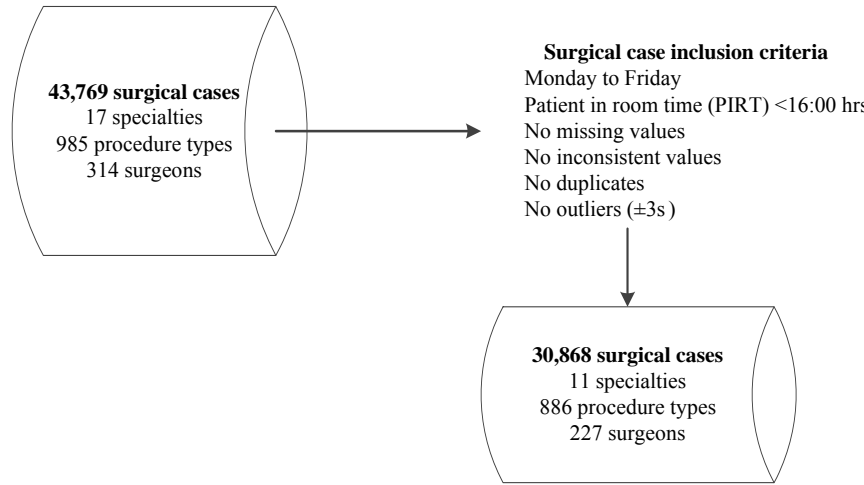 43,769 surgical cases
17 specialties
985 procedure types
314 surgeons
Surgical case inclusion criteria
Monday to Friday
Patient in room time (PIRT) <16:00 hrs
No missing values
No inconsistent values
No duplicates
No outliers (±3s )
30,868 surgical cases
11 specialties
886 procedure types
227 surgeons